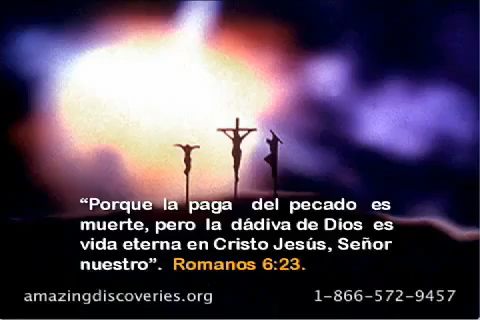 “Porque la paga del pecado es
muerte, pero la dádiva de Dios es
vida eterna en Cristo Jesús, Señor
nuestro”. Romanos 6:23.
amazingdiscoveries.org 1-866-572-9457